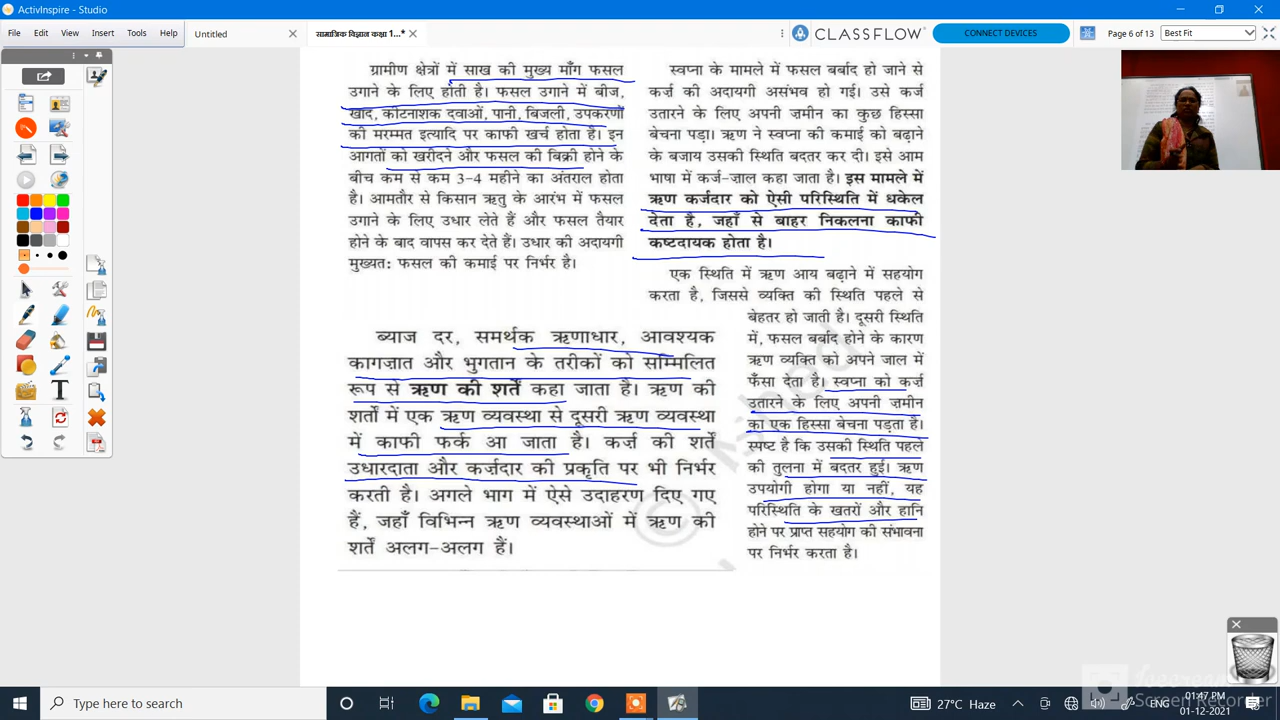 ActivInspire - Studio
File Edit View Insert Tools Help
Untitled
सामाजिक विज्ञान कक्षा 1...*
CLASSFLOW
CONNECT DEVICES
Page 6 of 13
Best Fit
ग्रामीण क्षेत्रों में साख की मुख्य माँग फसल
उगाने के लिए होती है। फसल उगाने में बीज,
खाद, कीटनाशक दवाओं, पानी, बिजली, उपकरणों
की मरम्मत इत्यादि पर काफी खर्च होता है। इन
आगतों को खरीदने और फसल की बिक्री होने के
बीच कम से कम 3-4 महीने का अंतराल होता
है। आमतौर से किसान ऋतु के आरंभ में फसल
उगाने के लिए उधार लेते हैं और फसल तैयार
होने के बाद वापस कर देते हैं। उधार की अदायगी
मुख्यतः फसल की कमाई पर निर्भर है।
ब्याज दर, समर्थक ऋणाधार, आवश्यक
कागज़ात और भुगतान के तरीकों को सम्मिलित
रूप से ऋण की शर्तें कहा जाता है। ऋण की
शर्तों में एक ऋण व्यवस्था से दूसरी ऋण व्यवस्था
में काफी फर्क आ जाता है। कर्ज़ की शर्तें
उधारदाता और कर्ज़दार की प्रकृति पर भी निर्भर
करती है। अगले भाग में ऐसे उदाहरण दिए गए
हैं, जहाँ विभिन्न ऋण व्यवस्थाओं में ऋण की
शर्तें अलग-अलग हैं।
स्वप्ना के मामले में फसल बर्बाद हो जाने से
कर्ज़ की अदायगी असंभव हो गई। उसे कर्ज
उतारने के लिए अपनी ज़मीन का कुछ हिस्सा
बेचना पड़ा। ऋण ने स्वप्ना की कमाई को बढ़ाने
के बजाय उसकी स्थिति बदतर कर दी। इसे आम
भाषा में कर्ज-जाल कहा जाता है। इस मामले में
ऋण कर्जदार को ऐसी परिस्थिति में धकेल
देता है, जहाँ से बाहर निकलना काफी
कष्टदायक होता है।
एक स्थिति में ऋण आय बढ़ाने में सहयोग
करता है, जिससे व्यक्ति की स्थिति पहले से
बेहतर हो जाती है। दूसरी स्थिति
में, फसल बर्बाद होने के कारण
ऋण व्यक्ति को अपने जाल में
फँसा देता है। स्वप्ना को कर्ज़
उतारने के लिए अपनी ज़मीन
का एक हिस्सा बेचना पड़ता है।
स्पष्ट है कि उसकी स्थिति पहले
की तुलना में बदतर हुई। ऋण
उपयोगी होगा या नहीं, यह
परिस्थिति के खतरों और हानि
होने पर प्राप्त सहयोग की संभावना
पर निर्भर करता है।
Type here to search
27°C Haze
ENG
01:47 PM
01-12-2021
Screen Recorder